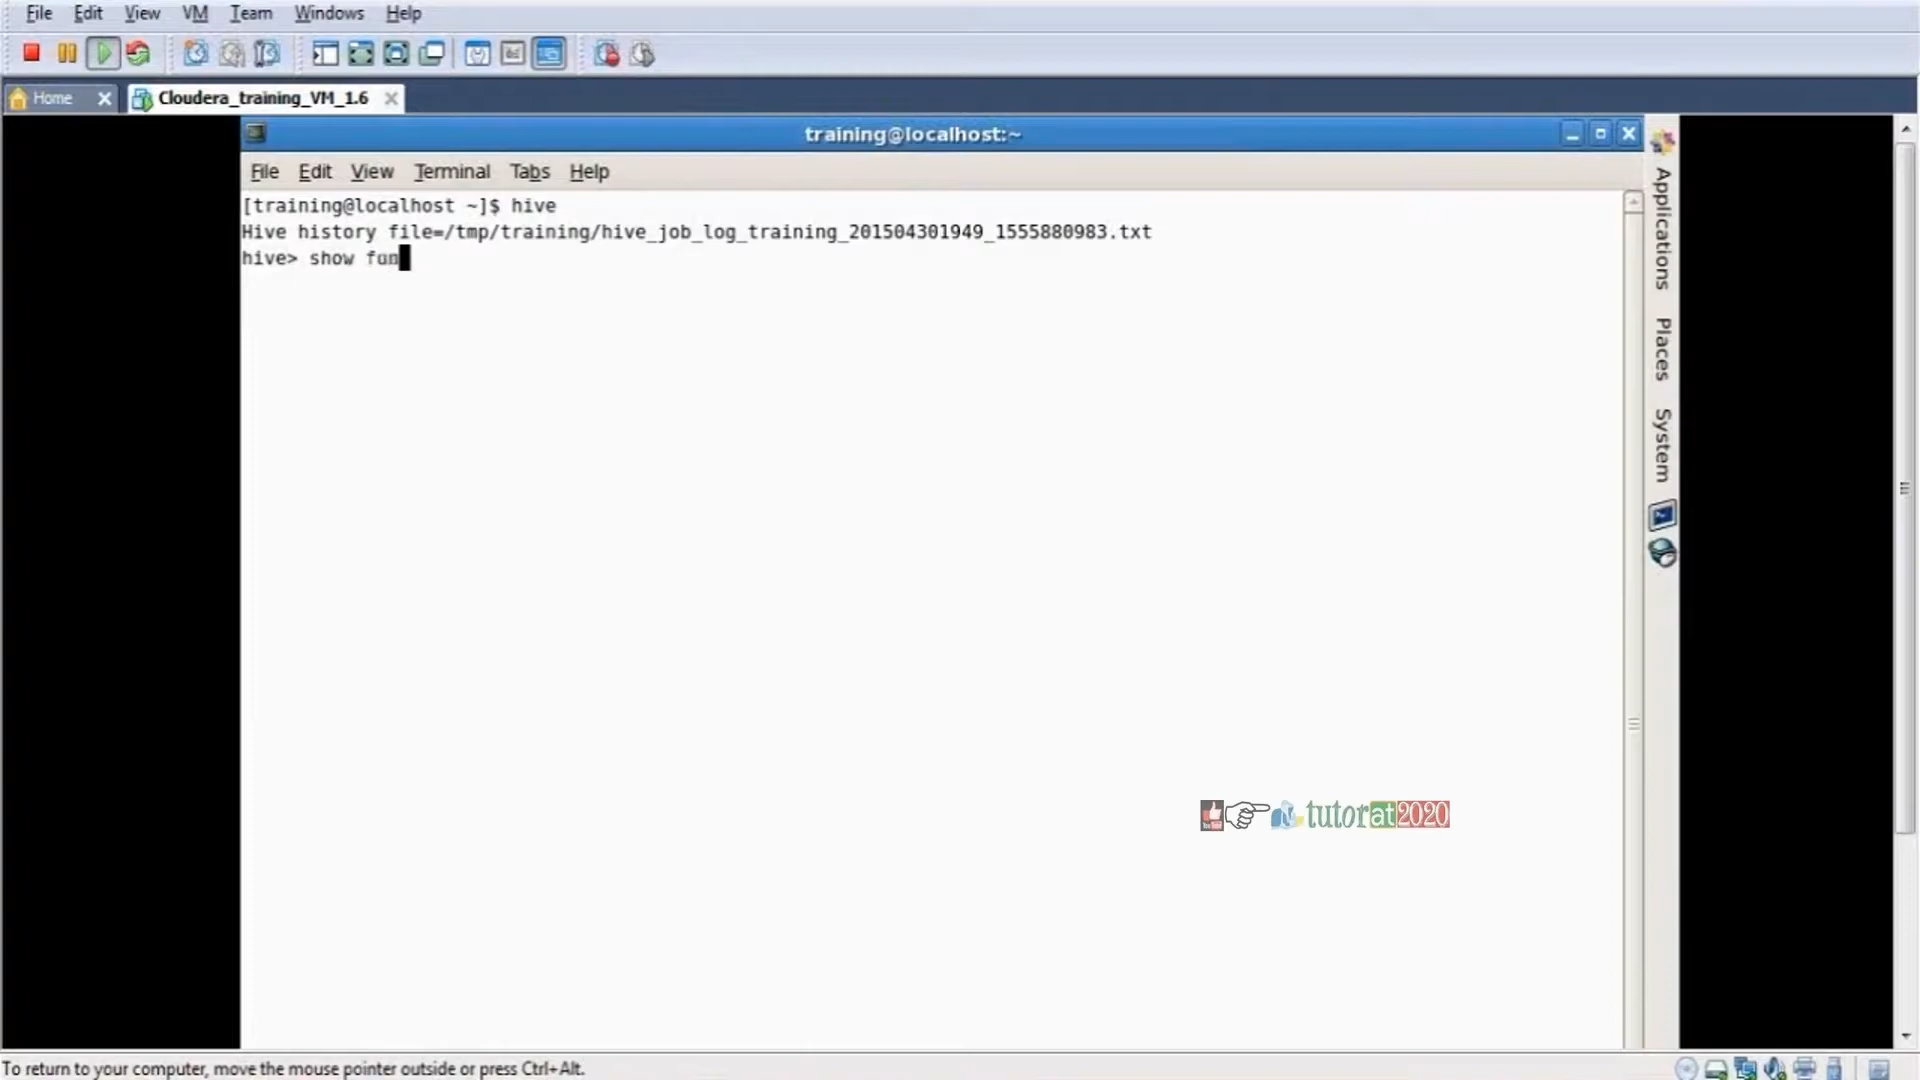 File Edit View VM Team Windows Help
Home
Cloudera_training_VM_1.6
training@localhost:~
File Edit View Terminal Tabs Help
[training@localhost ~]$ hive
Hive history file=/tmp/training/hive_job_log_training_201504301949_1555880983.txt
hive> show fun
Applications
Places
System
tutorat2020
To return to your computer, move the mouse pointer outside or press Ctrl+Alt.